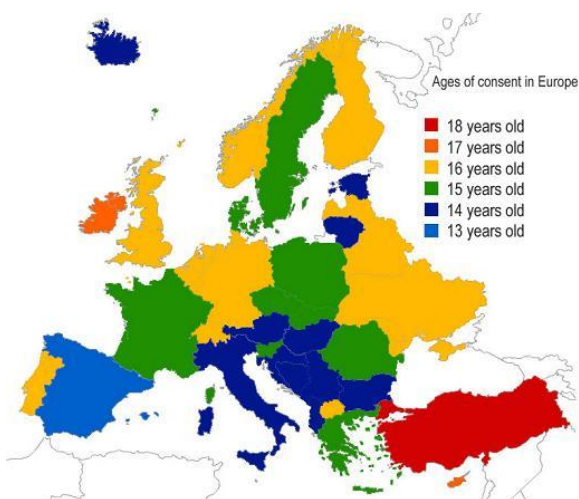 Ages of consent in Europe
18 years old
17 years old
16 years old
15 years old
14 years old
13 years old